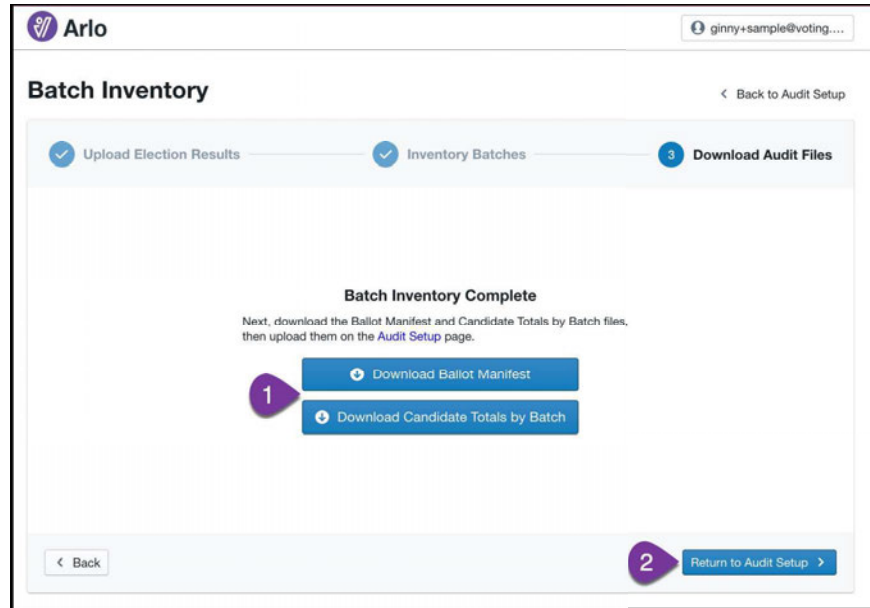 Arlo
ginny+sample@voting....
Batch Inventory
Back to Audit Setup
Upload Election Results
Inventory Batches
3
Download Audit Files
Batch Inventory Complete
Next, download the Ballot Manifest and Candidate Totals by Batch files,
then upload them on the Audit Setup page.
Download Ballot Manifest
1
Download Candidate Totals by Batch
Back
2
Return to Audit Setup